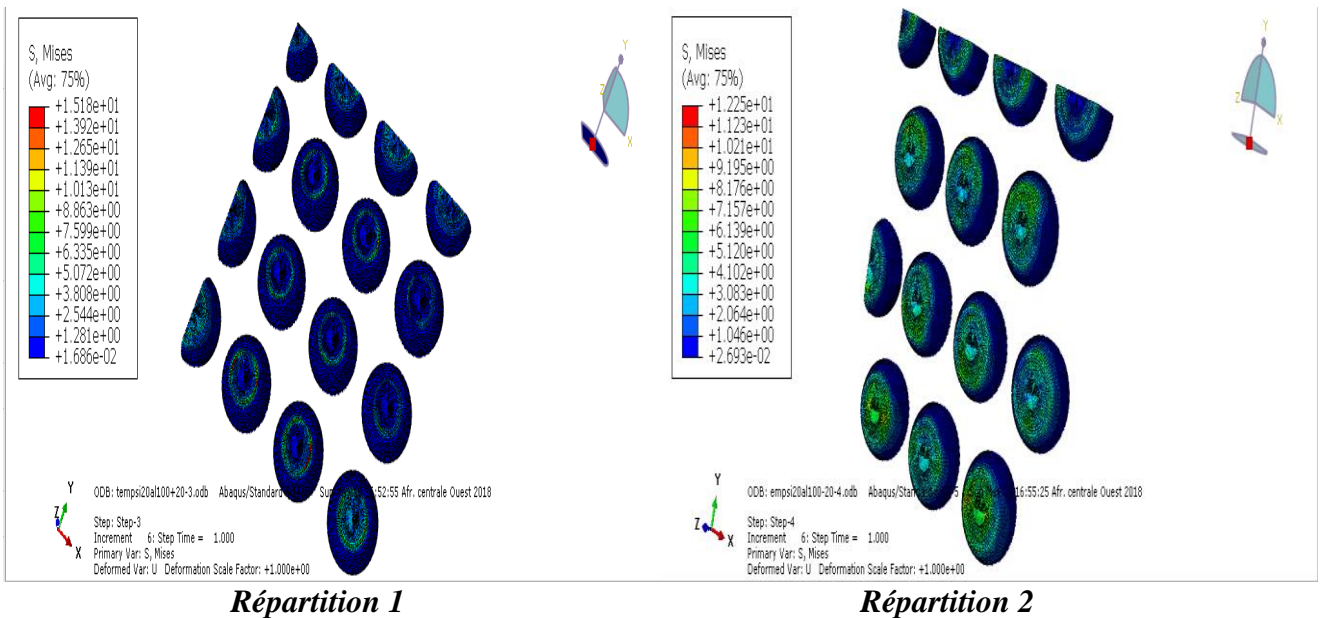 S, Mises
(Avg: 75%)
+1.518e+01
+1.392e+01
+1.265e+01
+1.139e+01
+1.013e+01
+8.863e+00
+7.599e+00
+6.335e+00
+5.072e+00
+3.808e+00
+2.544e+00
+1.281e+00
+1.686e-02
Y
Z
X
Y
Z
X
ODB: tempsi20al100+20-3.odb Abaqus/Standard :52:55 Afr. centrale Ouest 2018
Step: Step-3
Increment 6: Step Time = 1.000
Primary Var: S, Mises
Deformed Var: U Deformation Scale Factor: +1.000e+00
Répartition 1
S, Mises
(Avg: 75%)
+1.225e+01
+1.123e+01
+1.021e+01
+9.195e+00
+8.176e+00
+7.157e+00
+6.139e+00
+5.120e+00
+4.102e+00
+3.083e+00
+2.064e+00
+1.046e+00
+2.693e-02
Y
Z
X
Y
Z
X
ODB: empsi20al100-20-4.odb 16:55:25 Afr. centrale Ouest 2018
Step: Step-4
Increment 6: Step Time = 1.000
Primary Var: S, Mises
Deformed Var: U Deformation Scale Factor: +1.000e+00
Répartition 2